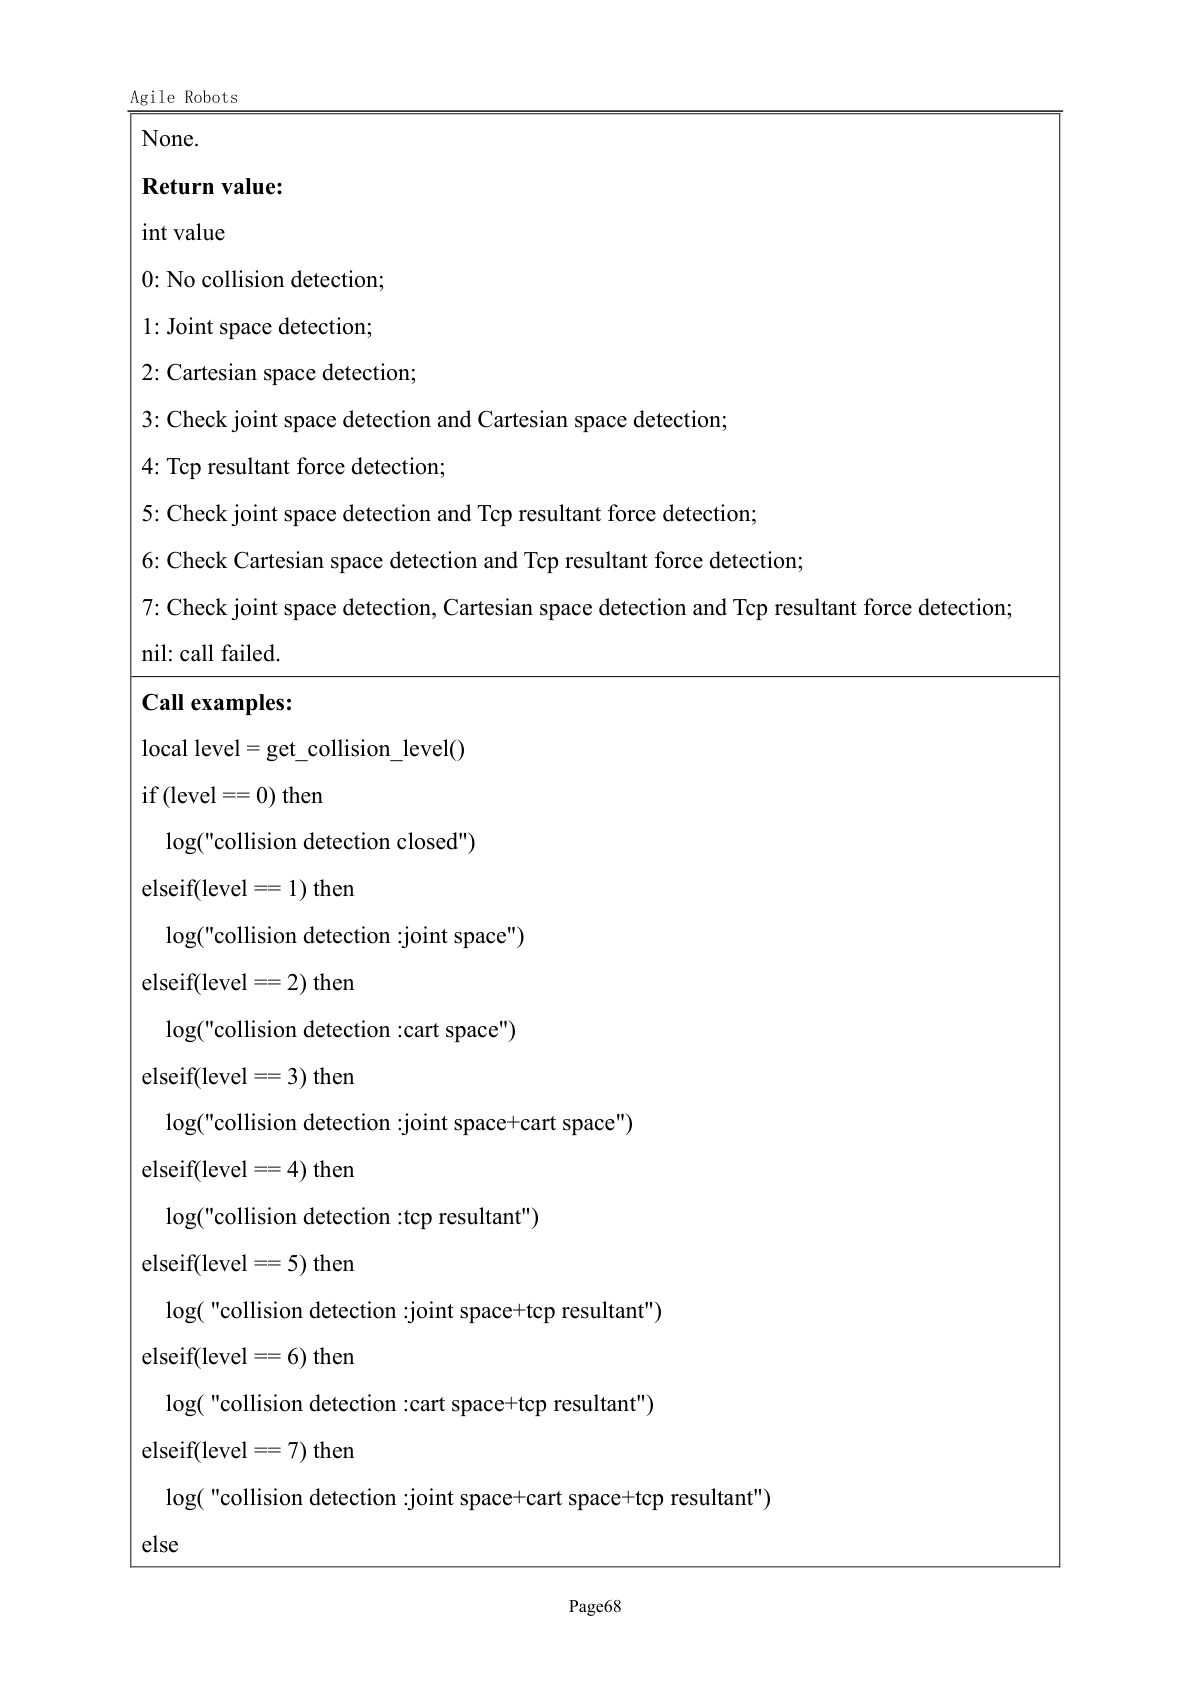 Agile Robots
None.
Return value:
int value
0: No collision detection;
1: Joint space detection;
2: Cartesian space detection;
3: Check joint space detection and Cartesian space detection;
4: Tcp resultant force detection;
5: Check joint space detection and Tcp resultant force detection;
6: Check Cartesian space detection and Tcp resultant force detection;
7: Check joint space detection, Cartesian space detection and Tcp resultant force detection;
nil: call failed.
Call examples:
local level = get_collision_level()
if (level == 0) then
log("collision detection closed")
elseif(level == 1) then
log("collision detection :joint space")
elseif(level == 2) then
log("collision detection :cart space")
elseif(level == 3) then
log("collision detection :joint space+cart space")
elseif(level == 4) then
log("collision detection :tcp resultant")
elseif(level == 5) then
log( "collision detection :joint space+tcp resultant")
elseif(level == 6) then
log( "collision detection :cart space+tcp resultant")
elseif(level == 7) then
log( "collision detection :joint space+cart space+tcp resultant")
else
Page68